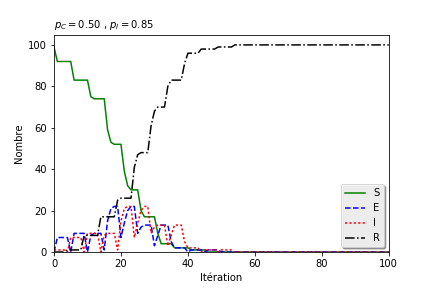 p_C = 0.50 , p_I = 0.85
100
80
60
40
20
0
Nombre
S
E
I
R
0 20 40 60 80 100
Itération